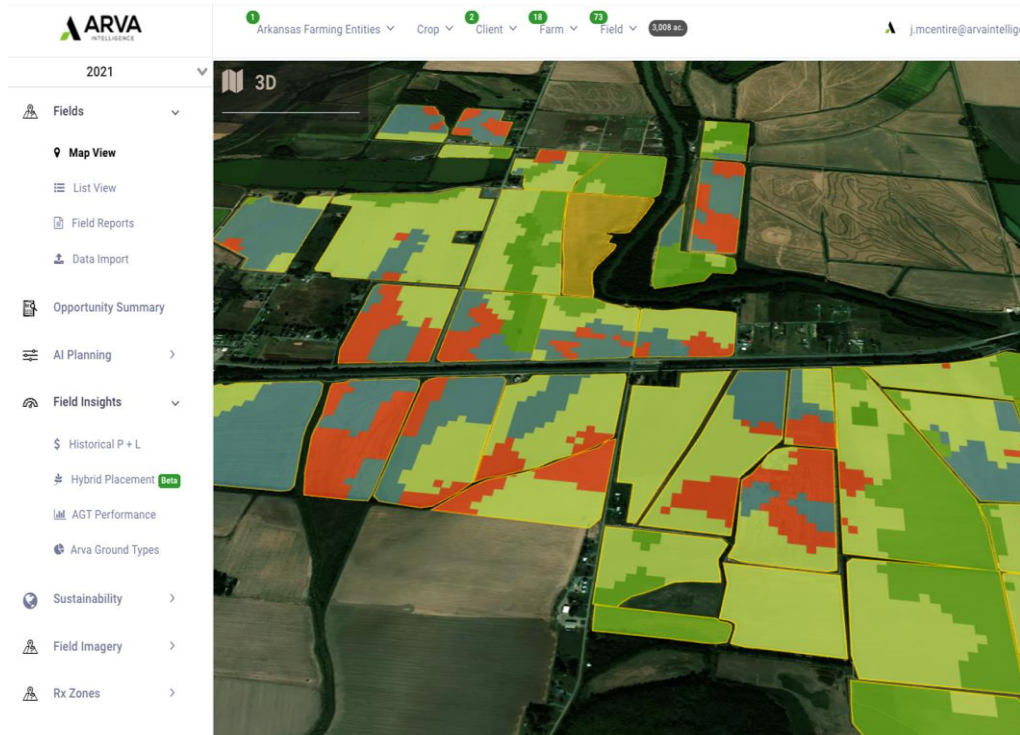 ARVA
INTELLIGENCE
1 Arkansas Farming Entities Crop 2 Client 18 Farm 73 Field 3,008 ac.
j.mcentire@arvaintellige
2021
3D
Fields
Map View
List View
Field Reports
Data Import
Opportunity Summary
AI Planning
Field Insights
$ Historical P + L
Hybrid Placement Beta
AGT Performance
Arva Ground Types
Sustainability
Field Imagery
Rx Zones